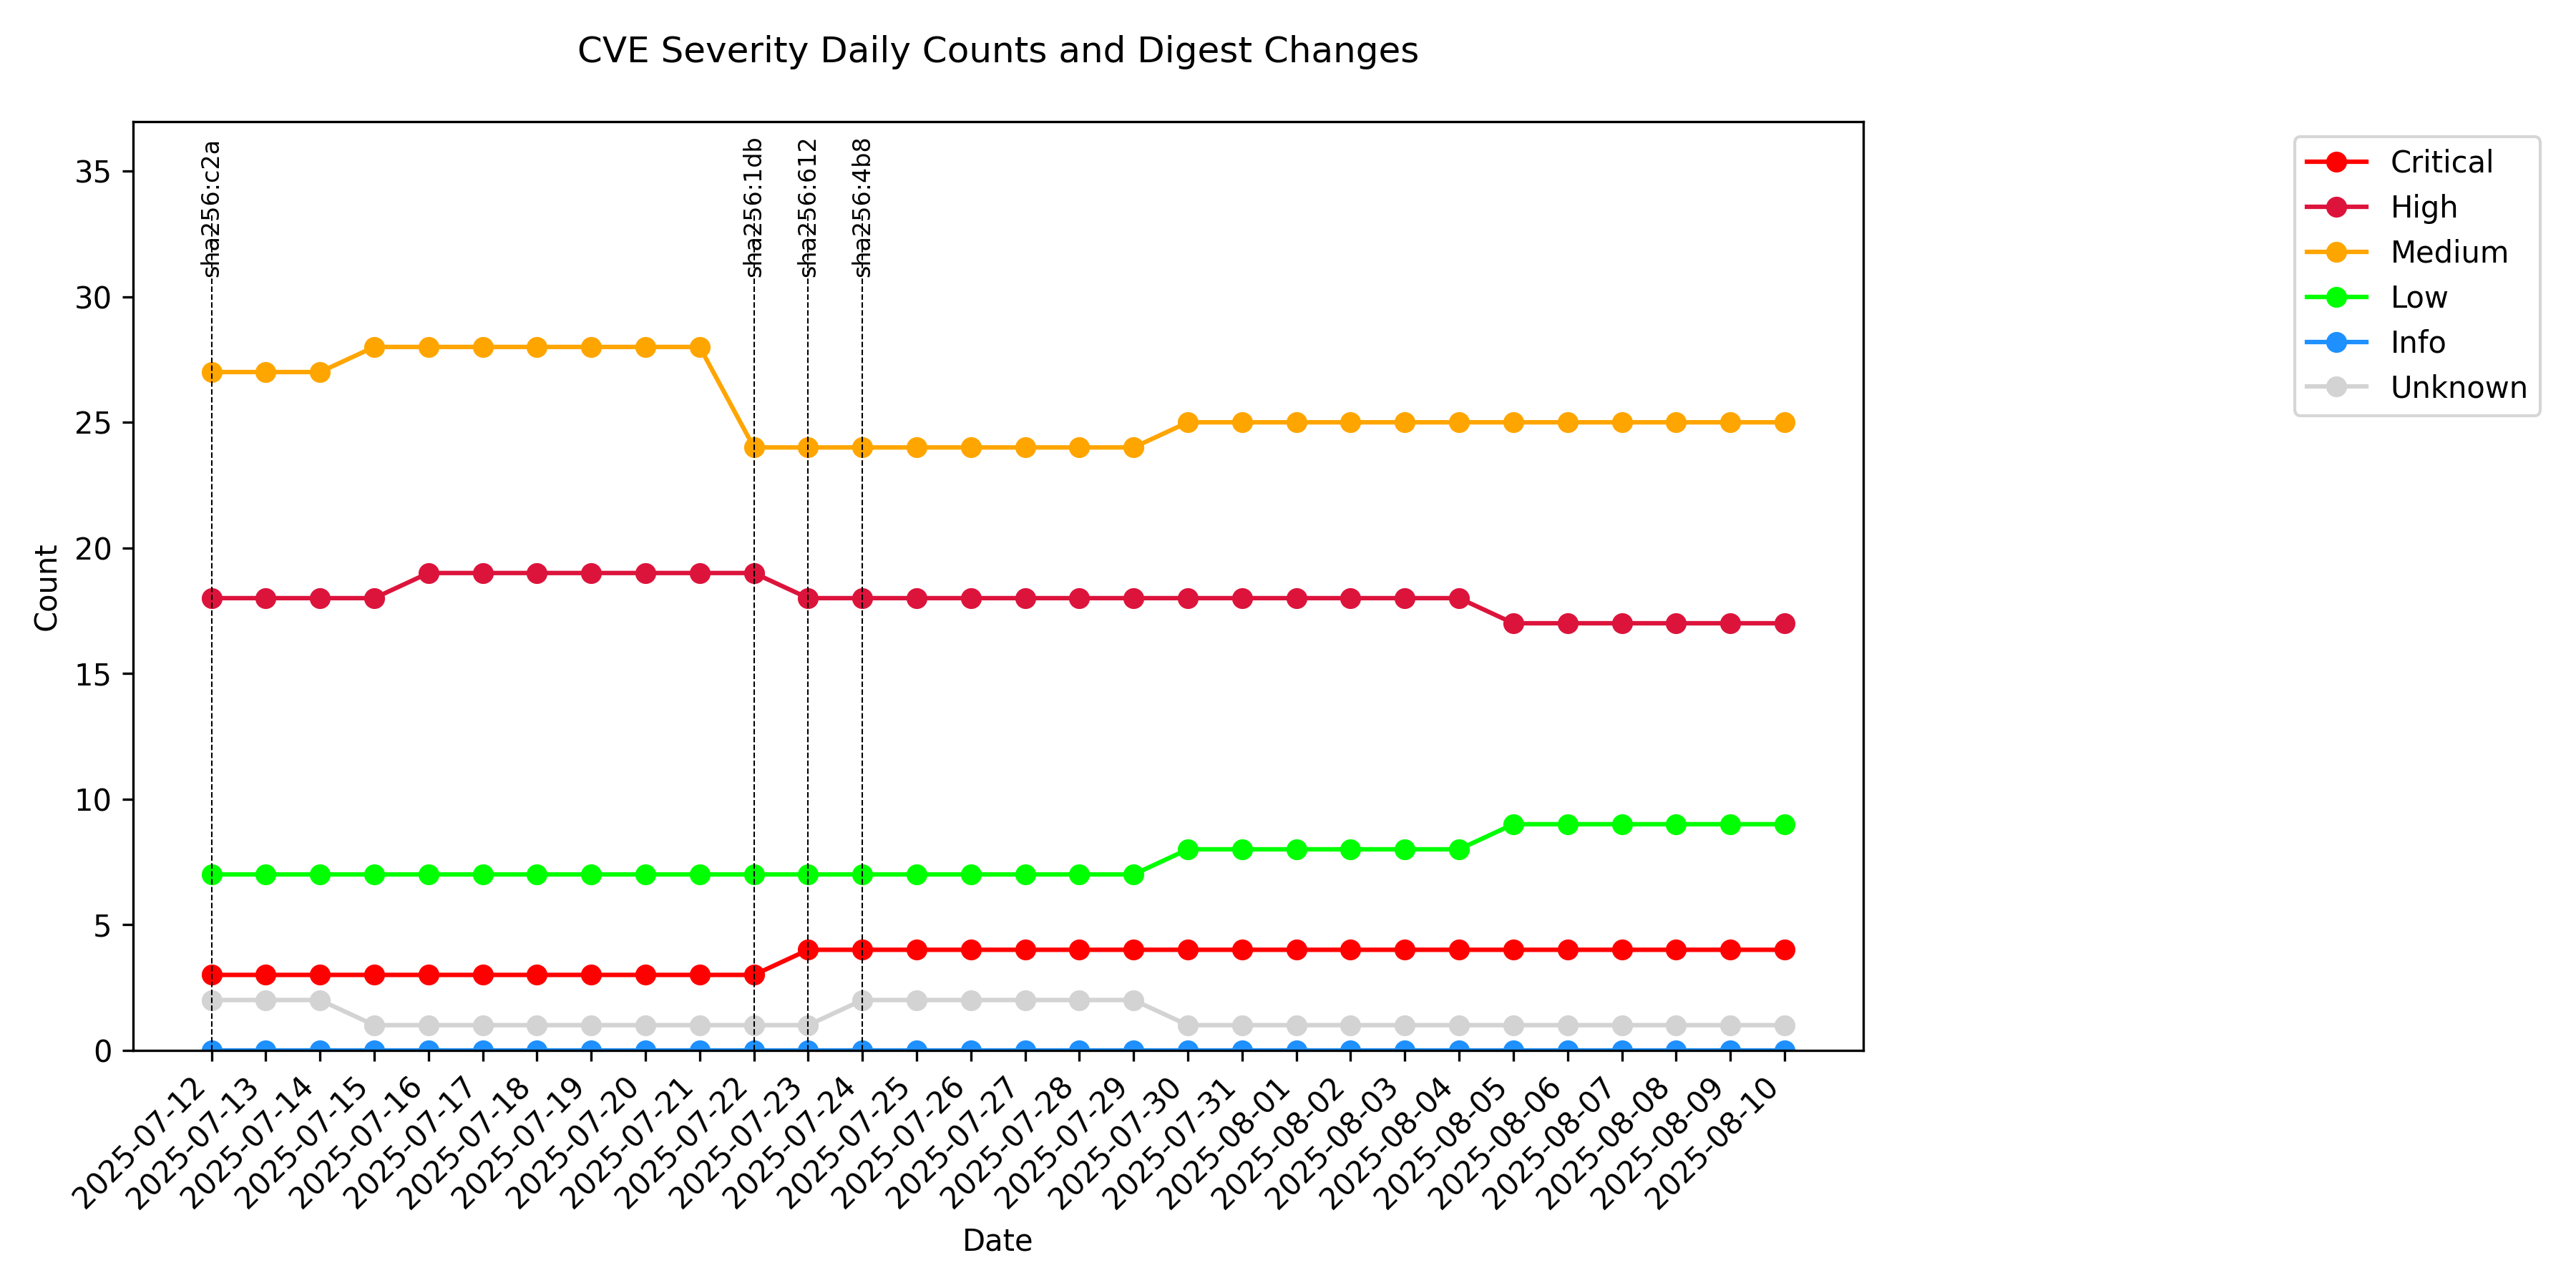 CVE Severity Daily Counts and Digest Changes
sha256:c2a
sha256:1db
sha256:612
sha256:4b8
Critical
High
Medium
Low
Info
Unknown
Count
35
30
25
20
15
10
5
0
2025-07-12
2025-07-13
2025-07-14
2025-07-15
2025-07-16
2025-07-17
2025-07-18
2025-07-19
2025-07-20
2025-07-21
2025-07-22
2025-07-23
2025-07-24
2025-07-25
2025-07-26
2025-07-27
2025-07-28
2025-07-29
2025-07-30
2025-07-31
2025-08-01
2025-08-02
2025-08-03
2025-08-04
2025-08-05
2025-08-06
2025-08-07
2025-08-08
2025-08-09
2025-08-10
Date